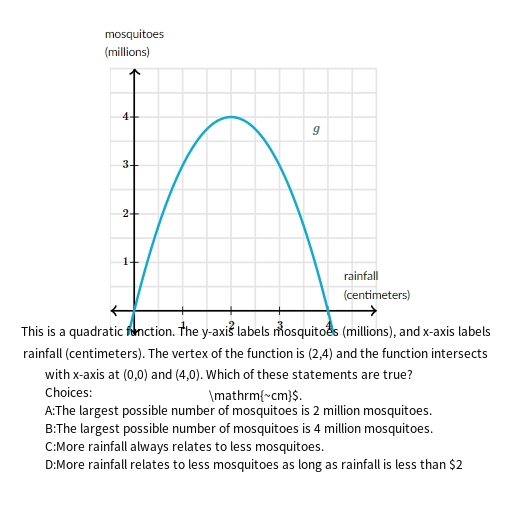 mosquitoes
(millions)
4
g
3
2
1
rainfall
(centimeters)
1 2 3 4
This is a quadratic function. The y-axis labels mosquitoes (millions), and x-axis labels
rainfall (centimeters). The vertex of the function is (2,4) and the function intersects
with x-axis at (0,0) and (4,0). Which of these statements are true?
Choices:
\mathrm{~cm}$.
A:The largest possible number of mosquitoes is 2 million mosquitoes.
B:The largest possible number of mosquitoes is 4 million mosquitoes.
C:More rainfall always relates to less mosquitoes.
D:More rainfall relates to less mosquitoes as long as rainfall is less than $2